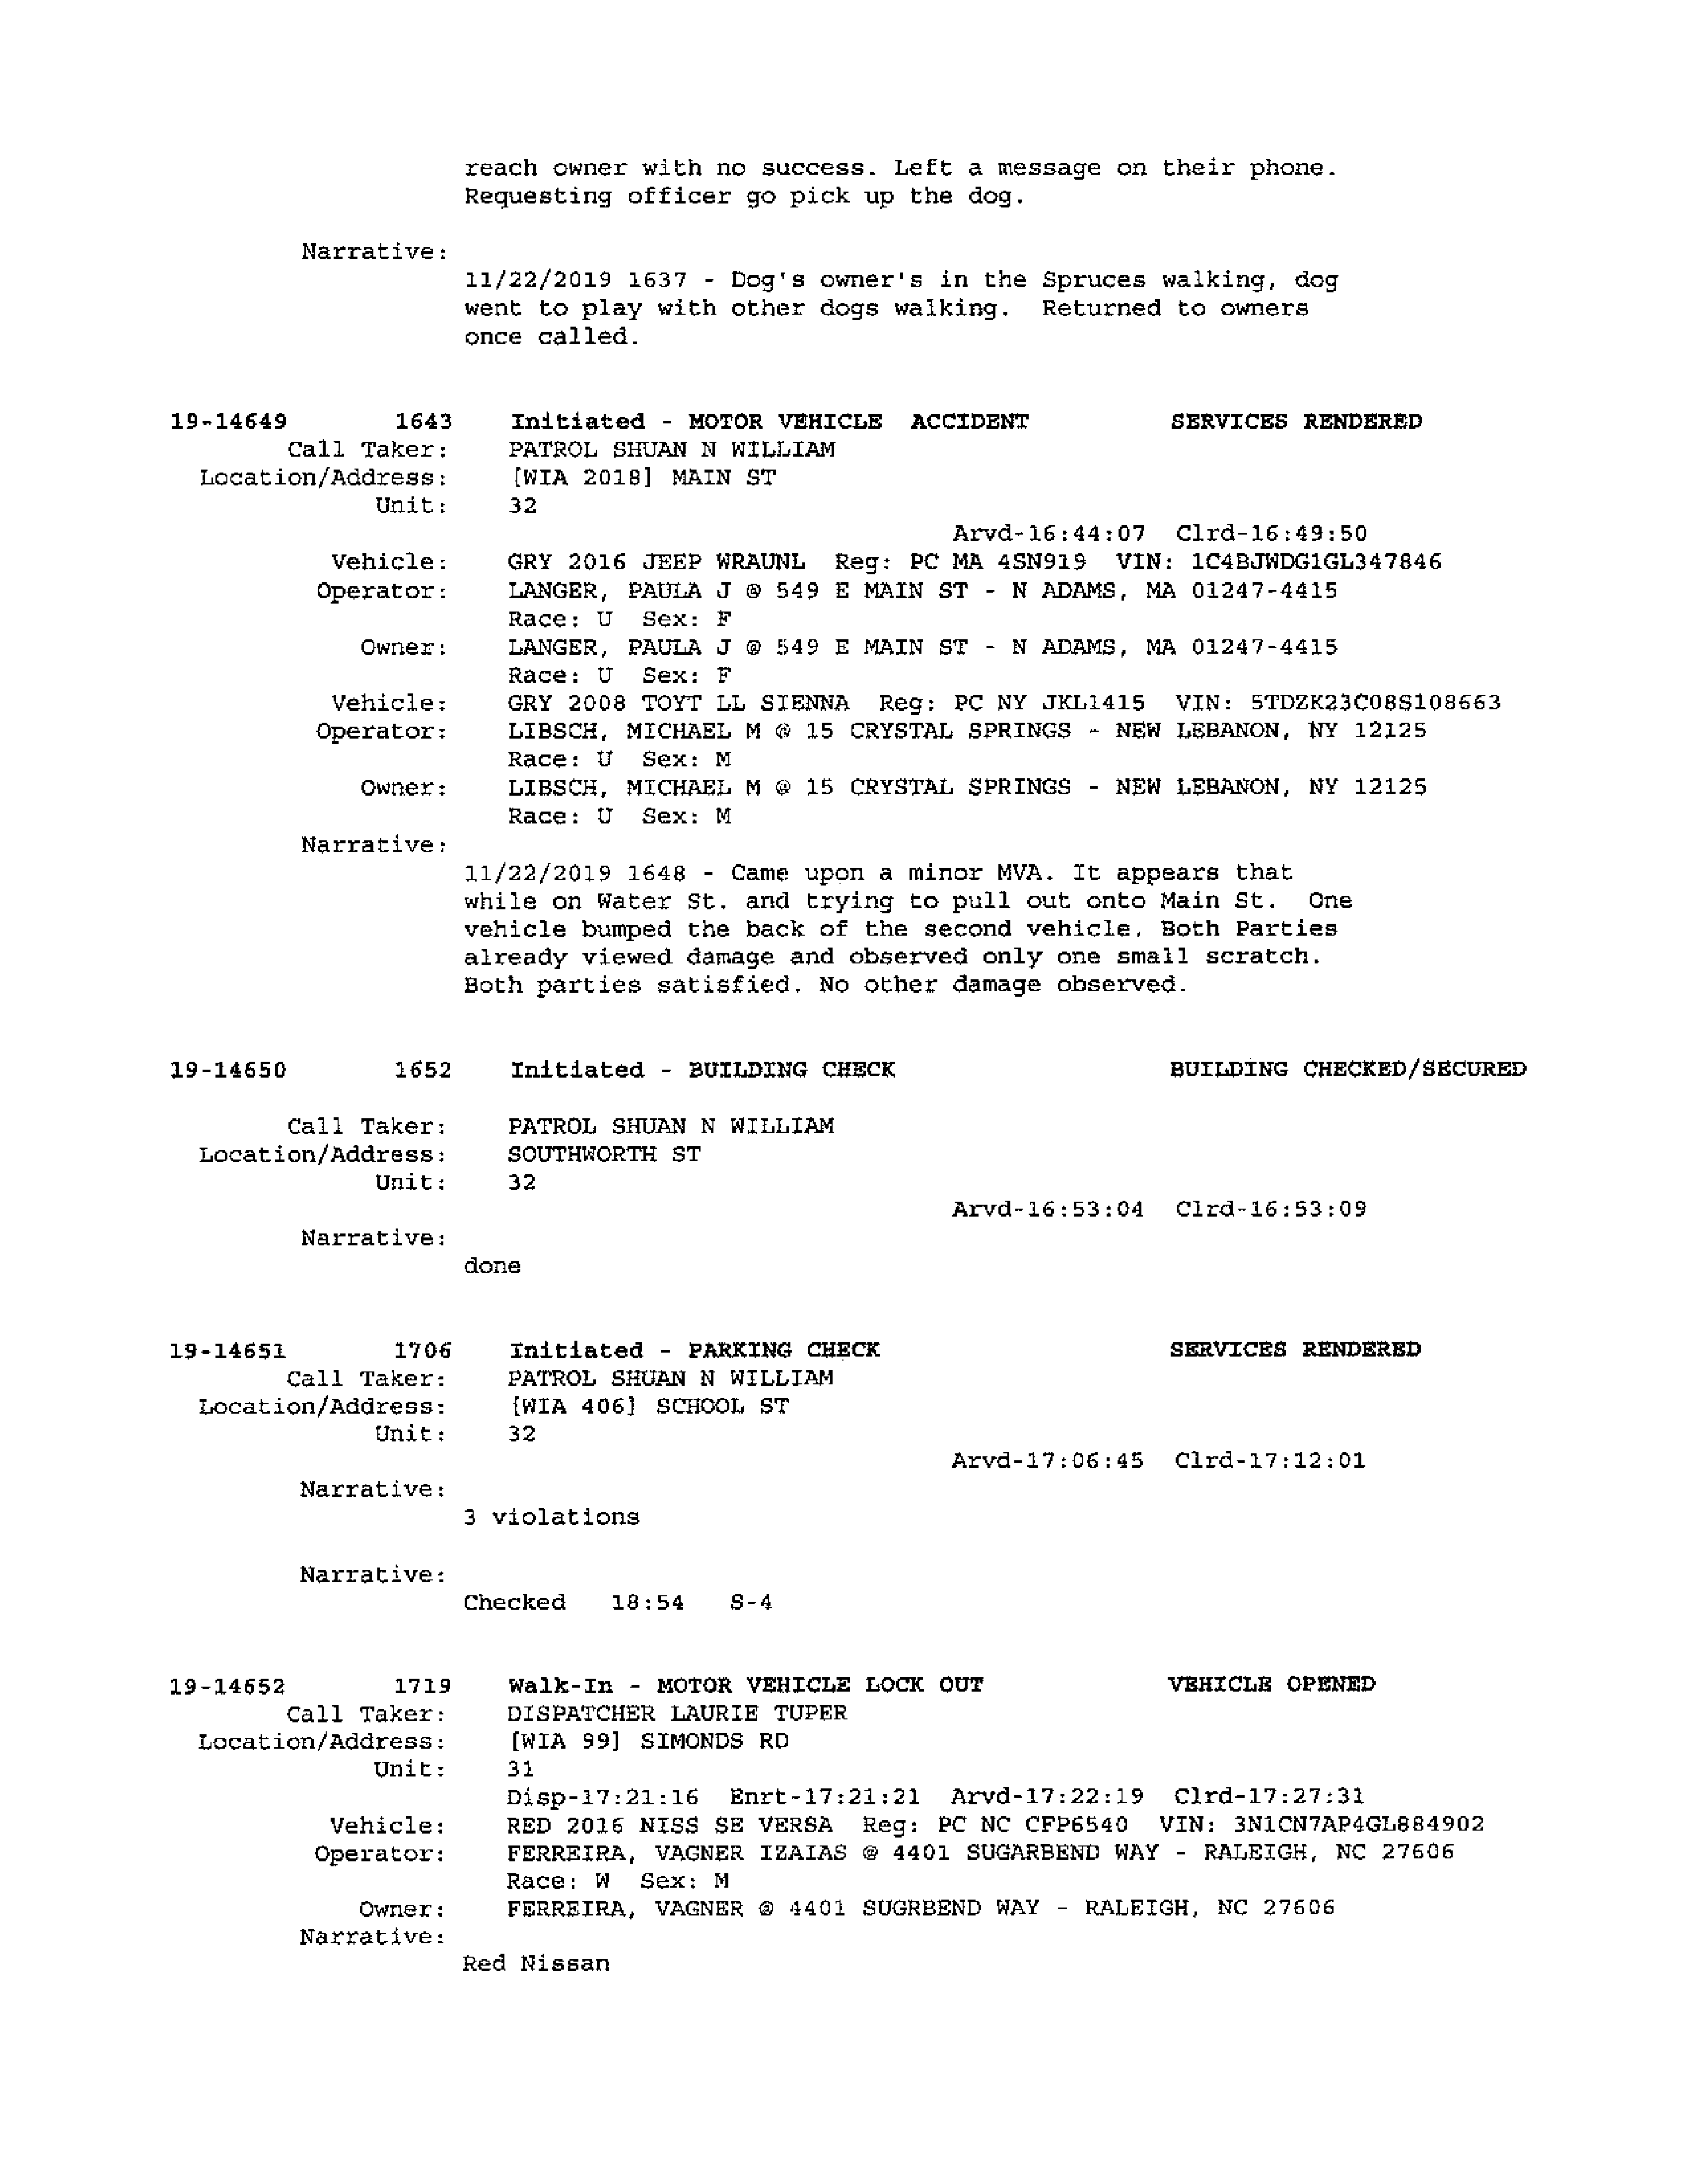 reach owner with no success. Left a message on their phone.
Requesting officer go pick up the dog.
Narrative:
11/22/2019 1637 - Dog's owner's in the Spruces walking, dog
went to play with other dogs walking.  Returned to owners
once called.
19-14649 1643 Initiated - MOTOR VEHICLE ACCIDENT SERVICES RENDERED
Call Taker: PATROL SHUAN N WILLIAM
Location/Address: [WIA 2018] MAIN ST
Unit: 32
Arvd-16:44:07 Clrd-16:49:50
Vehicle: GRY 2016 JEEP WRAUNL Reg: PC MA 4SN919 VIN: 1C4BJWDG1GL347846
Operator: LANGER, PAULA J @ 549 E MAIN ST - N ADAMS, MA 01247-4415
Race: U Sex: F
Owner: LANGER, PAULA J @ 549 E MAIN ST - N ADAMS, MA 01247-4415
Race: U Sex: F
Vehicle: GRY 2008 TOYT LL SIENNA Reg: PC NY JKL1415 VIN: 5TDZK23C08S108663
Operator: LIBSCH, MICHAEL M @ 15 CRYSTAL SPRINGS - NEW LEBANON, NY 12125
Race: U Sex: M
Owner: LIBSCH, MICHAEL M @ 15 CRYSTAL SPRINGS - NEW LEBANON, NY 12125
Race: U Sex: M
Narrative:
11/22/2019 1648 - Came upon a minor MVA. It appears that
while on Water St. and trying to pull out onto Main St.  One
vehicle bumped the back of the second vehicle. Both Parties
already viewed damage and observed only one small scratch.
Both parties satisfied. No other damage observed.
19-14650 1652 Initiated - BUILDING CHECK BUILDING CHECKED/SECURED
Call Taker: PATROL SHUAN N WILLIAM
Location/Address: SOUTHWORTH ST
Unit: 32
Arvd-16:53:04 Clrd-16:53:09
Narrative:
done
19-14651 1706 Initiated - PARKING CHECK SERVICES RENDERED
Call Taker: PATROL SHUAN N WILLIAM
Location/Address: [WIA 406] SCHOOL ST
Unit: 32
Arvd-17:06:45 Clrd-17:12:01
Narrative:
3 violations
Narrative:
Checked 18:54 S-4
19-14652 1719 Walk-In - MOTOR VEHICLE LOCK OUT VEHICLE OPENED
Call Taker: DISPATCHER LAURIE TUPER
Location/Address: [WIA 99] SIMONDS RD
Unit: 31
Disp-17:21:16 Enrt-17:21:21 Arvd-17:22:19 Clrd-17:27:31
Vehicle: RED 2016 NISS SE VERSA Reg: PC NC CFP6540 VIN: 3N1CN7AP4GL884902
Operator: FERREIRA, VAGNER IZAIAS @ 4401 SUGARBEND WAY - RALEIGH, NC 27606
Race: W Sex: M
Owner: FERREIRA, VAGNER @ 4401 SUGRBEND WAY - RALEIGH, NC 27606
Narrative:
Red Nissan